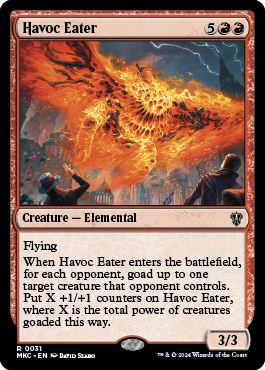 Havoc Eater 5
Creature — Elemental
Flying
When Havoc Eater enters the battlefield,
for each opponent, goad up to one
target creature that opponent controls.
Put X +1/+1 counters on Havoc Eater,
where X is the total power of creatures
goaded this way.
3/3
R 0031
MKC • EN DAVID SZABO
™ & © 2024 Wizards of the Coast